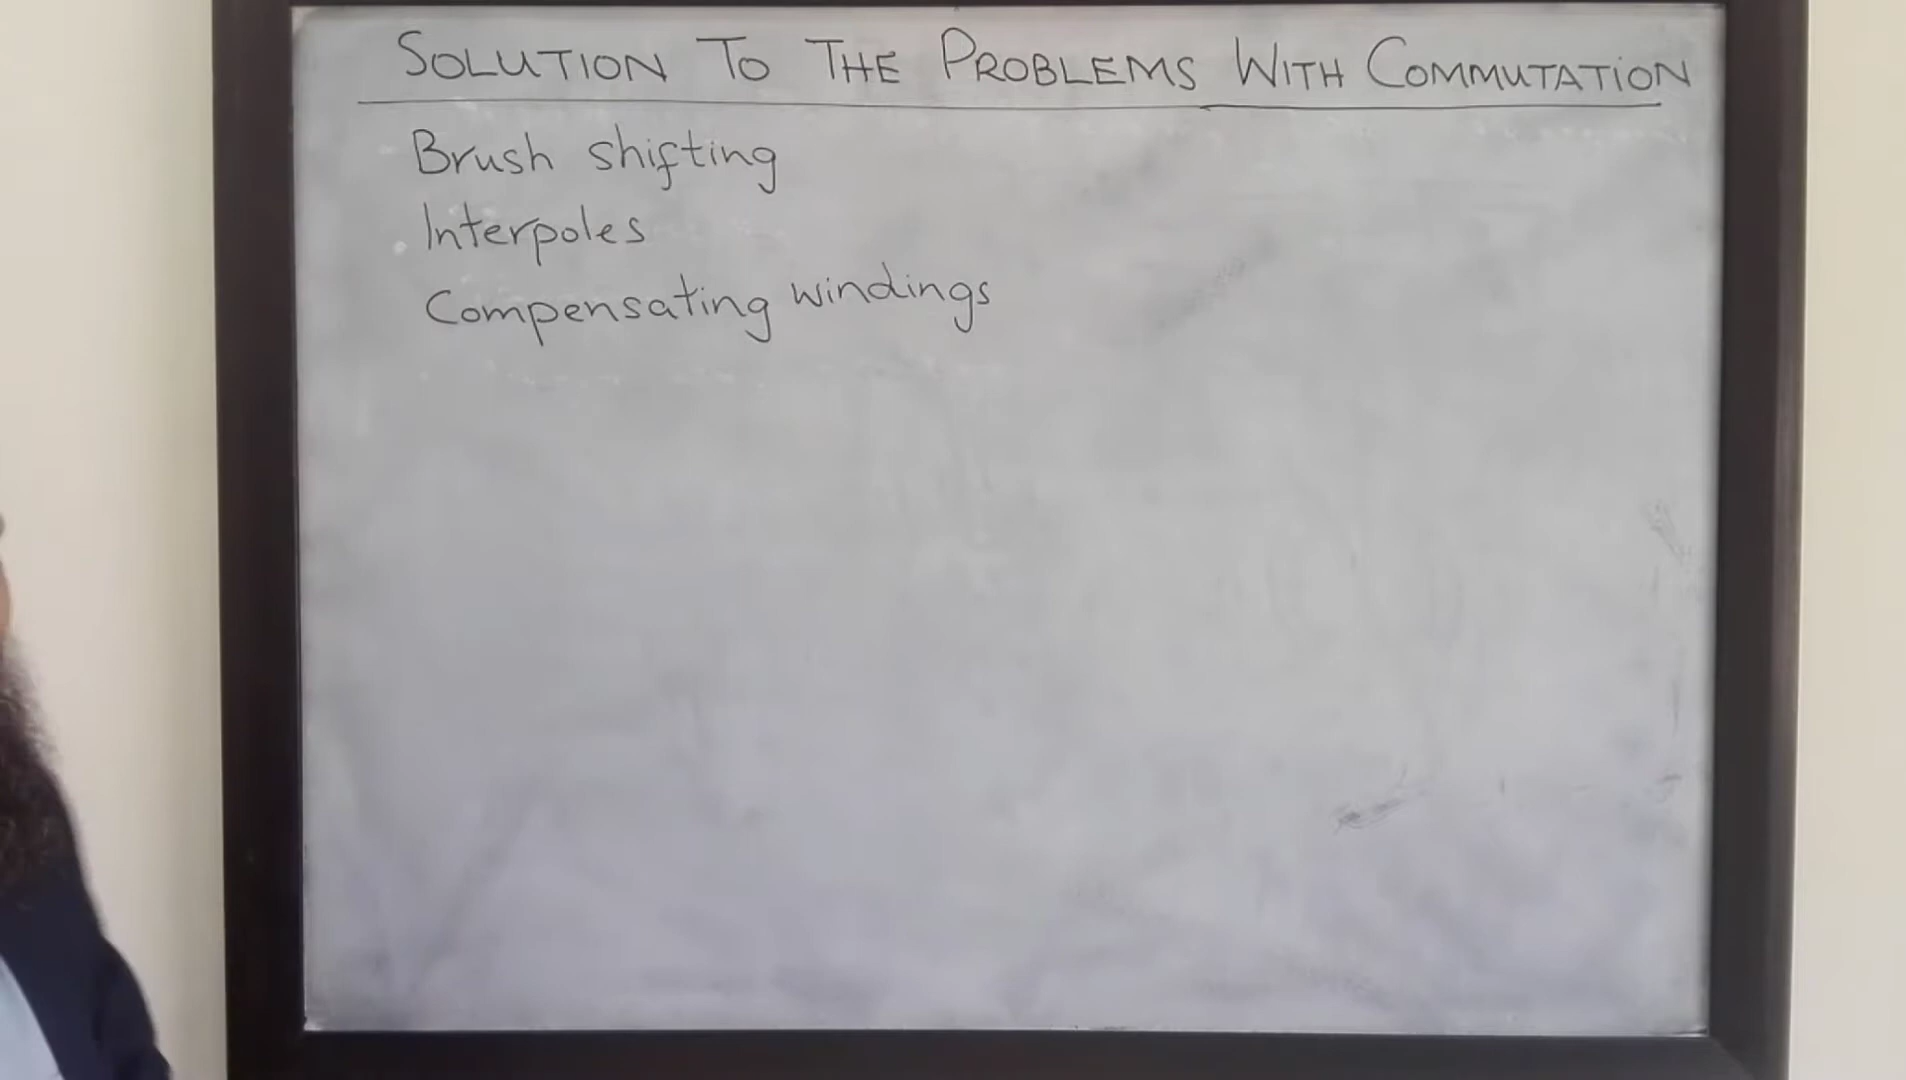 SOLUTION TO THE PROBLEMS WITH COMMUTATION
Brush shifting
Interpoles
Compensating windings